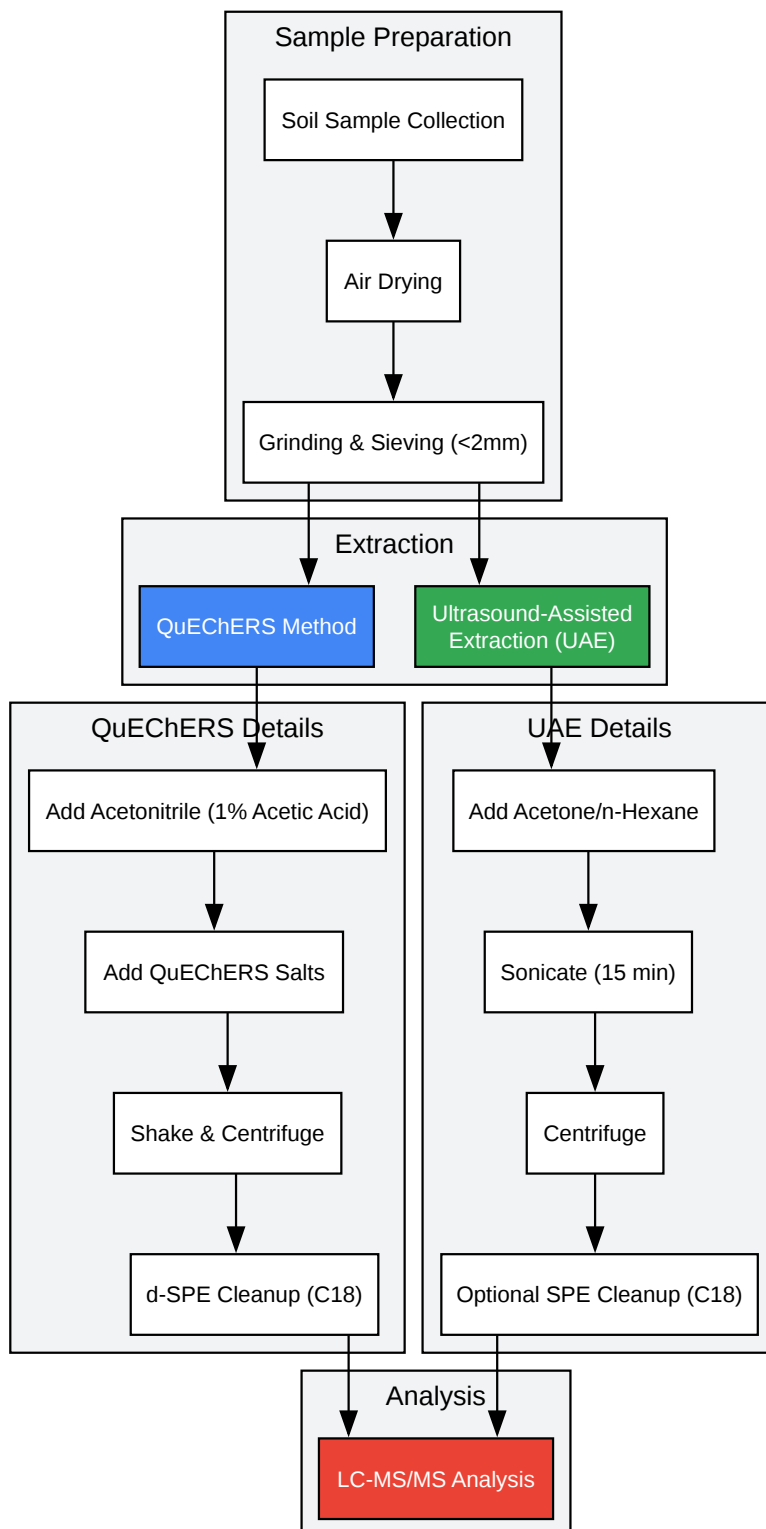 Sample Preparation
Soil Sample Collection
Air Drying
Grinding & Sieving (<2mm)
Extraction
QuEChERS Method
Ultrasound-Assisted
Extraction (UAE)
QuEChERS Details
Add Acetonitrile (1% Acetic Acid)
Add QuEChERS Salts
Shake & Centrifuge
d-SPE Cleanup (C18)
UAE Details
Add Acetone/n-Hexane
Sonicate (15 min)
Centrifuge
Optional SPE Cleanup (C18)
Analysis
LC-MS/MS Analysis